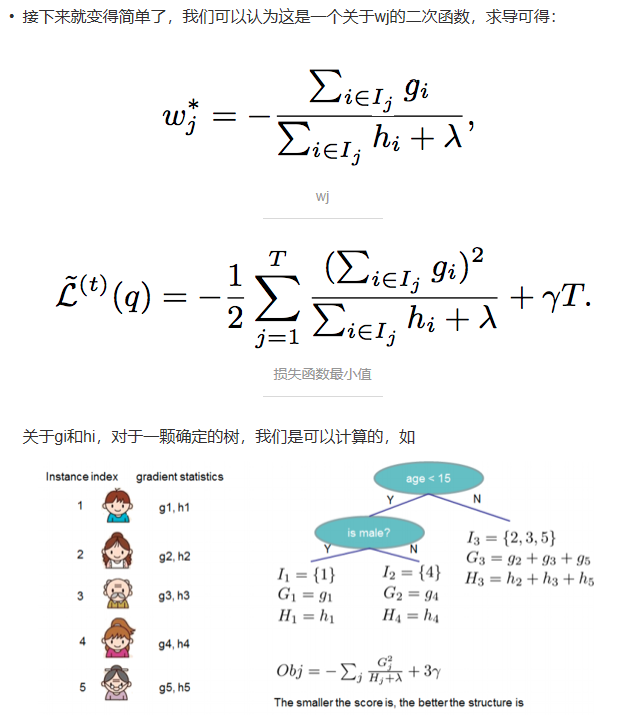 • 接下来就变得简单了，我们可以认为这是一个关于wj的二次函数，求导可得：
$w_j^* = -\frac{\sum_{i \in I_j} g_i}{\sum_{i \in I_j} h_i + \lambda},$
wj
$\tilde{\mathcal{L}}^{(t)}(q) = -\frac{1}{2} \sum_{j=1}^{T} \frac{(\sum_{i \in I_j} g_i)^2}{\sum_{i \in I_j} h_i + \lambda} + \gamma T.$
损失函数最小值
关于gi和hi，对于一颗确定的树，我们是可以计算的，如
Instance index gradient statistics
1 g1, h1
2 g2, h2
3 g3, h3
4 g4, h4
5 g5, h5
age < 15
Y N
is male?
Y N
$I_1 = \{1\}$
$G_1 = g_1$
$H_1 = h_1$
$I_2 = \{4\}$
$G_2 = g_4$
$H_4 = h_4$
$I_3 = \{2, 3, 5\}$
$G_3 = g_2 + g_3 + g_5$
$H_3 = h_2 + h_3 + h_5$
$Obj = -\sum_j \frac{G_j^2}{H_j + \lambda} + 3\gamma$
The smaller the score is, the better the structure is